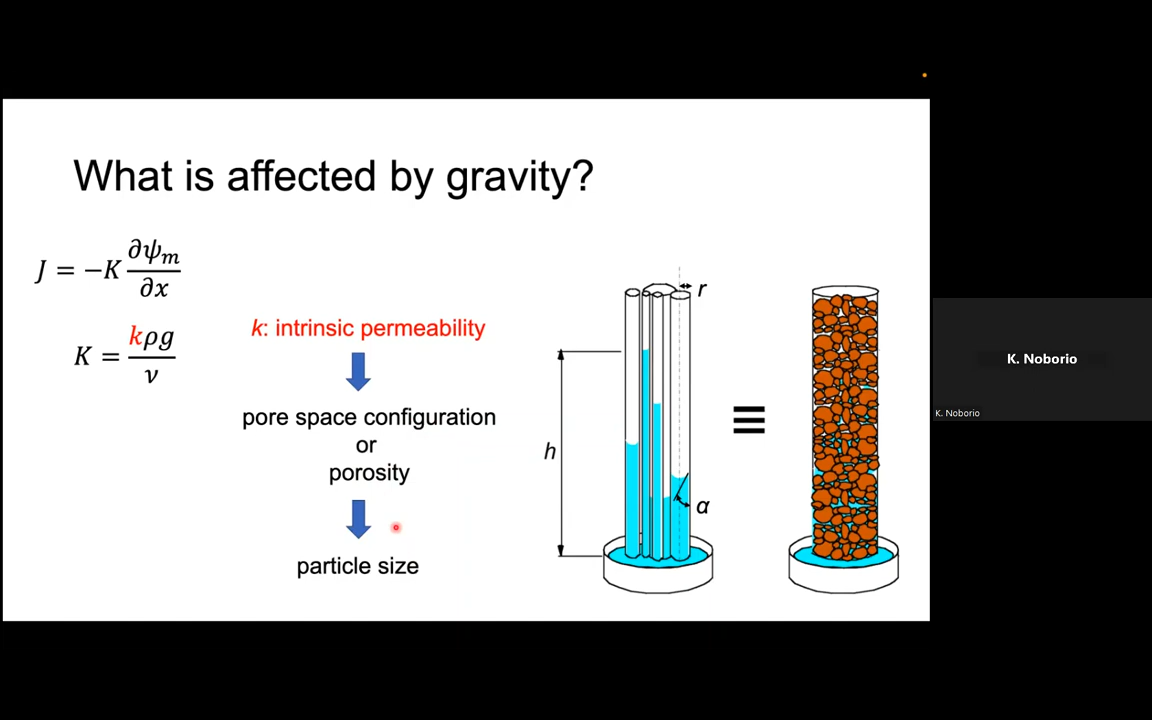 What is affected by gravity?
J = −K ∂ψm/∂x
K = kρg/ν
k: intrinsic permeability
pore space configuration
or
porosity
particle size
r
h
α
≡
K. Noborio
K. Noborio